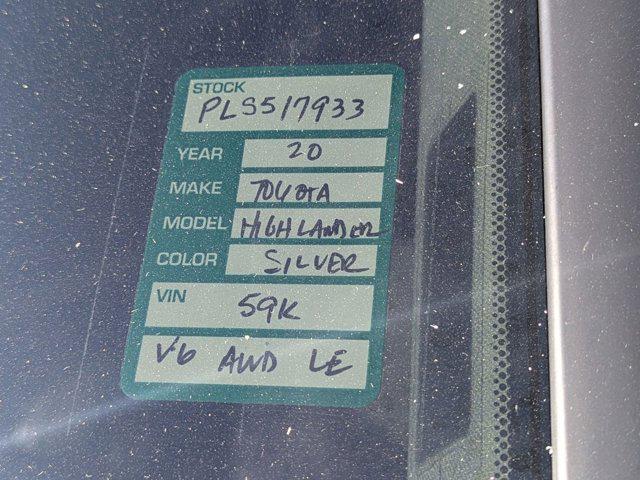 STOCK
PLS517933
YEAR 20
MAKE TOYOTA
MODEL HIGHLANDER
COLOR SILVER
VIN 59K
V6 AWD LE